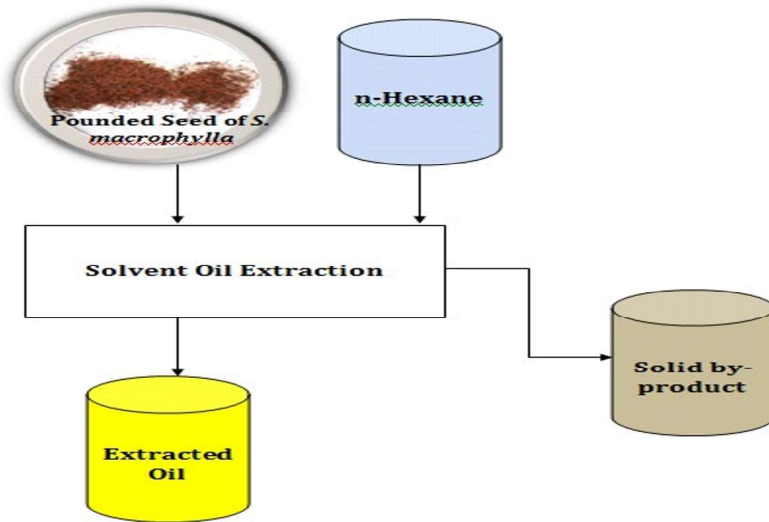 Pounded Seed of S.
macrophylla
n-Hexane
Solvent Oil Extraction
Solid by-
product
Extracted
Oil